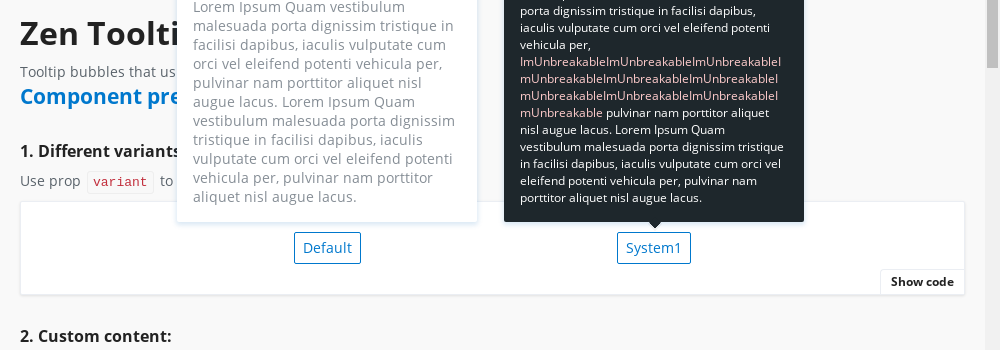 Zen Toolti
Tooltip bubbles that us
Component pre
1. Different variants
Use prop variant to
Lorem Ipsum Quam vestibulum
malesuada porta dignissim tristique in
facilisi dapibus, iaculis vulputate cum
orci vel eleifend potenti vehicula per,
pulvinar nam porttitor aliquet nisl
augue lacus. Lorem Ipsum Quam
vestibulum malesuada porta dignissim
tristique in facilisi dapibus, iaculis
vulputate cum orci vel eleifend potenti
vehicula per, pulvinar nam porttitor
aliquet nisl augue lacus.
porta dignissim tristique in facilisi dapibus,
iaculis vulputate cum orci vel eleifend potenti
vehicula per,
ImUnbreakableImUnbreakableImUnbreakableI
mUnbreakableImUnbreakableImUnbreakableI
mUnbreakableImUnbreakableImUnbreakableI
mUnbreakable pulvinar nam porttitor aliquet
nisl augue lacus. Lorem Ipsum Quam
vestibulum malesuada porta dignissim tristique
in facilisi dapibus, iaculis vulputate cum orci vel
eleifend potenti vehicula per, pulvinar nam
porttitor aliquet nisl augue lacus.
Default
System1
Show code
2. Custom content: